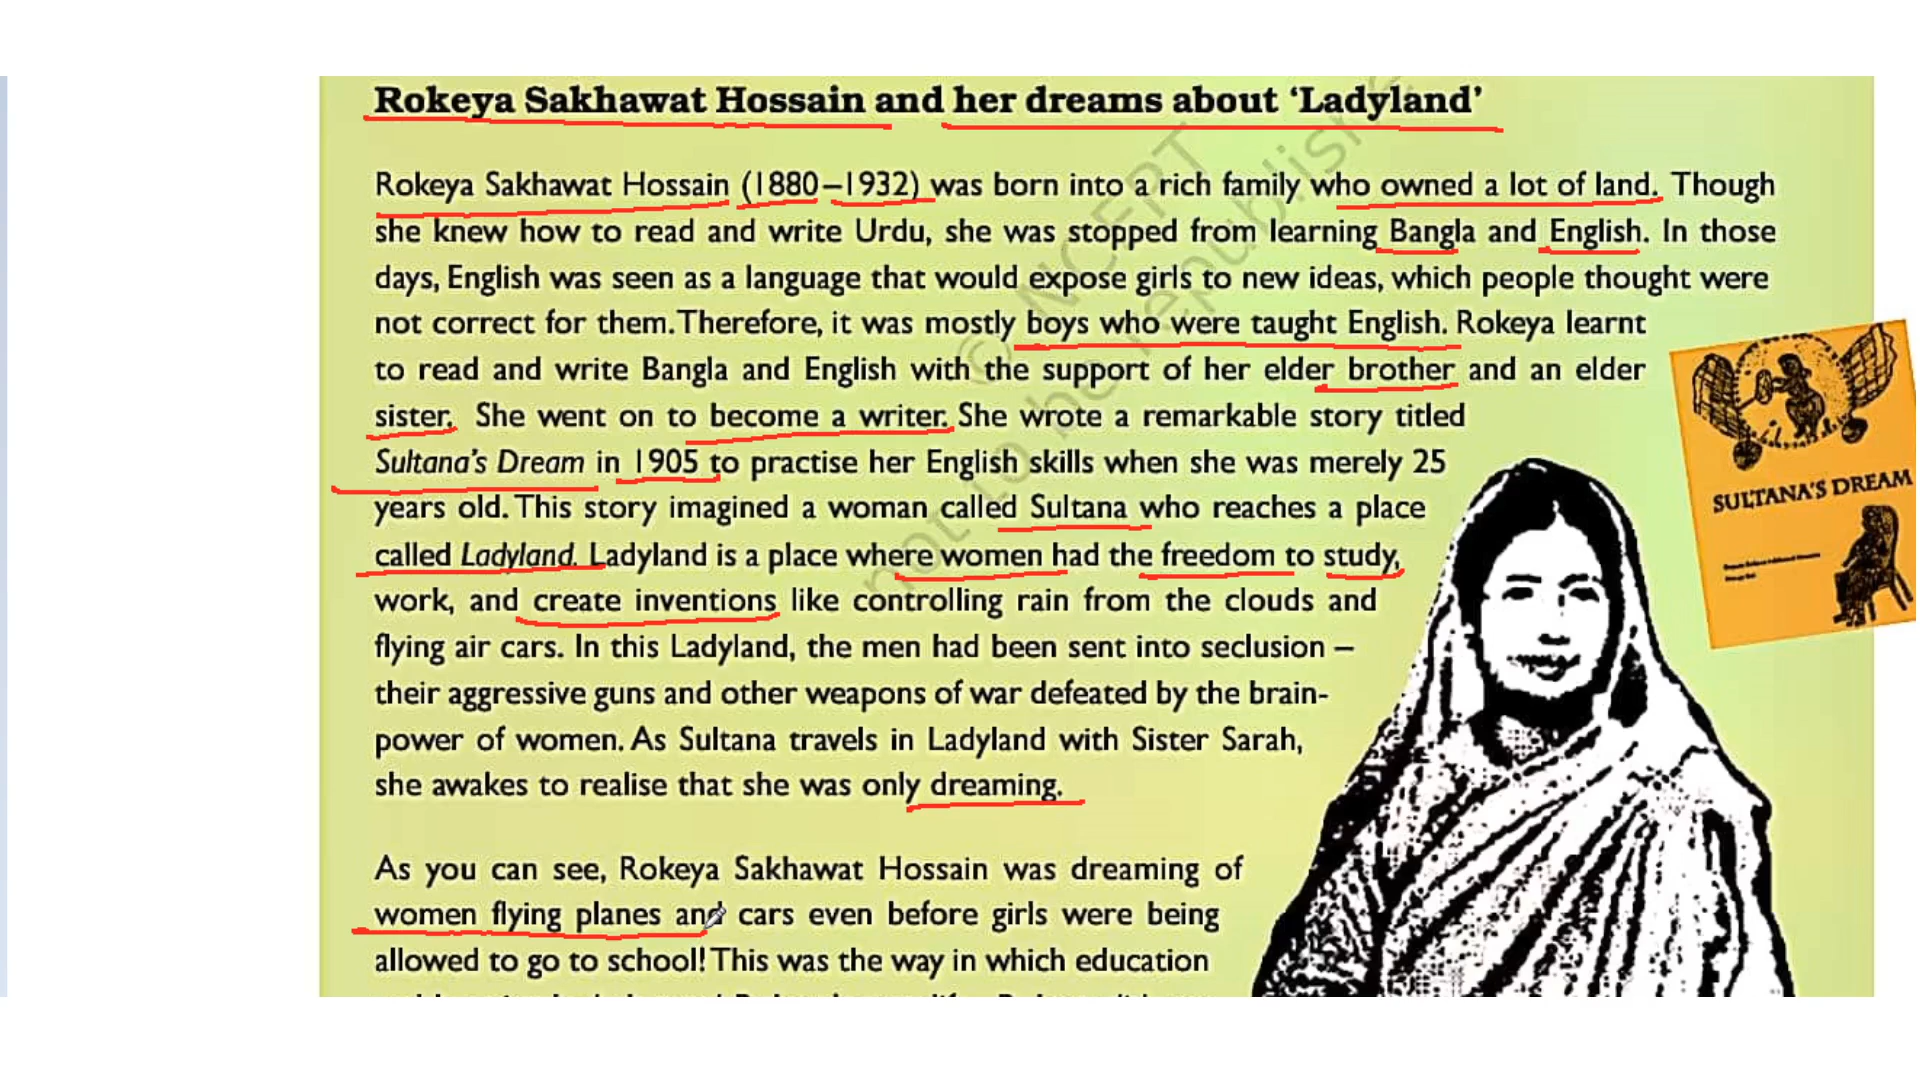 Rokeya Sakhawat Hossain and her dreams about ‘Ladyland’
Rokeya Sakhawat Hossain (1880–1932) was born into a rich family who owned a lot of land. Though
she knew how to read and write Urdu, she was stopped from learning Bangla and English. In those
days, English was seen as a language that would expose girls to new ideas, which people thought were
not correct for them. Therefore, it was mostly boys who were taught English. Rokeya learnt
to read and write Bangla and English with the support of her elder brother and an elder
sister. She went on to become a writer. She wrote a remarkable story titled
Sultana’s Dream in 1905 to practise her English skills when she was merely 25
years old. This story imagined a woman called Sultana who reaches a place
called Ladyland. Ladyland is a place where women had the freedom to study,
work, and create inventions like controlling rain from the clouds and
flying air cars. In this Ladyland, the men had been sent into seclusion –
their aggressive guns and other weapons of war defeated by the brain-
power of women. As Sultana travels in Ladyland with Sister Sarah,
she awakes to realise that she was only dreaming.
As you can see, Rokeya Sakhawat Hossain was dreaming of
women flying planes and cars even before girls were being
allowed to go to school! This was the way in which education
SULTANA’S DREAM
© NCERT
not to be republish